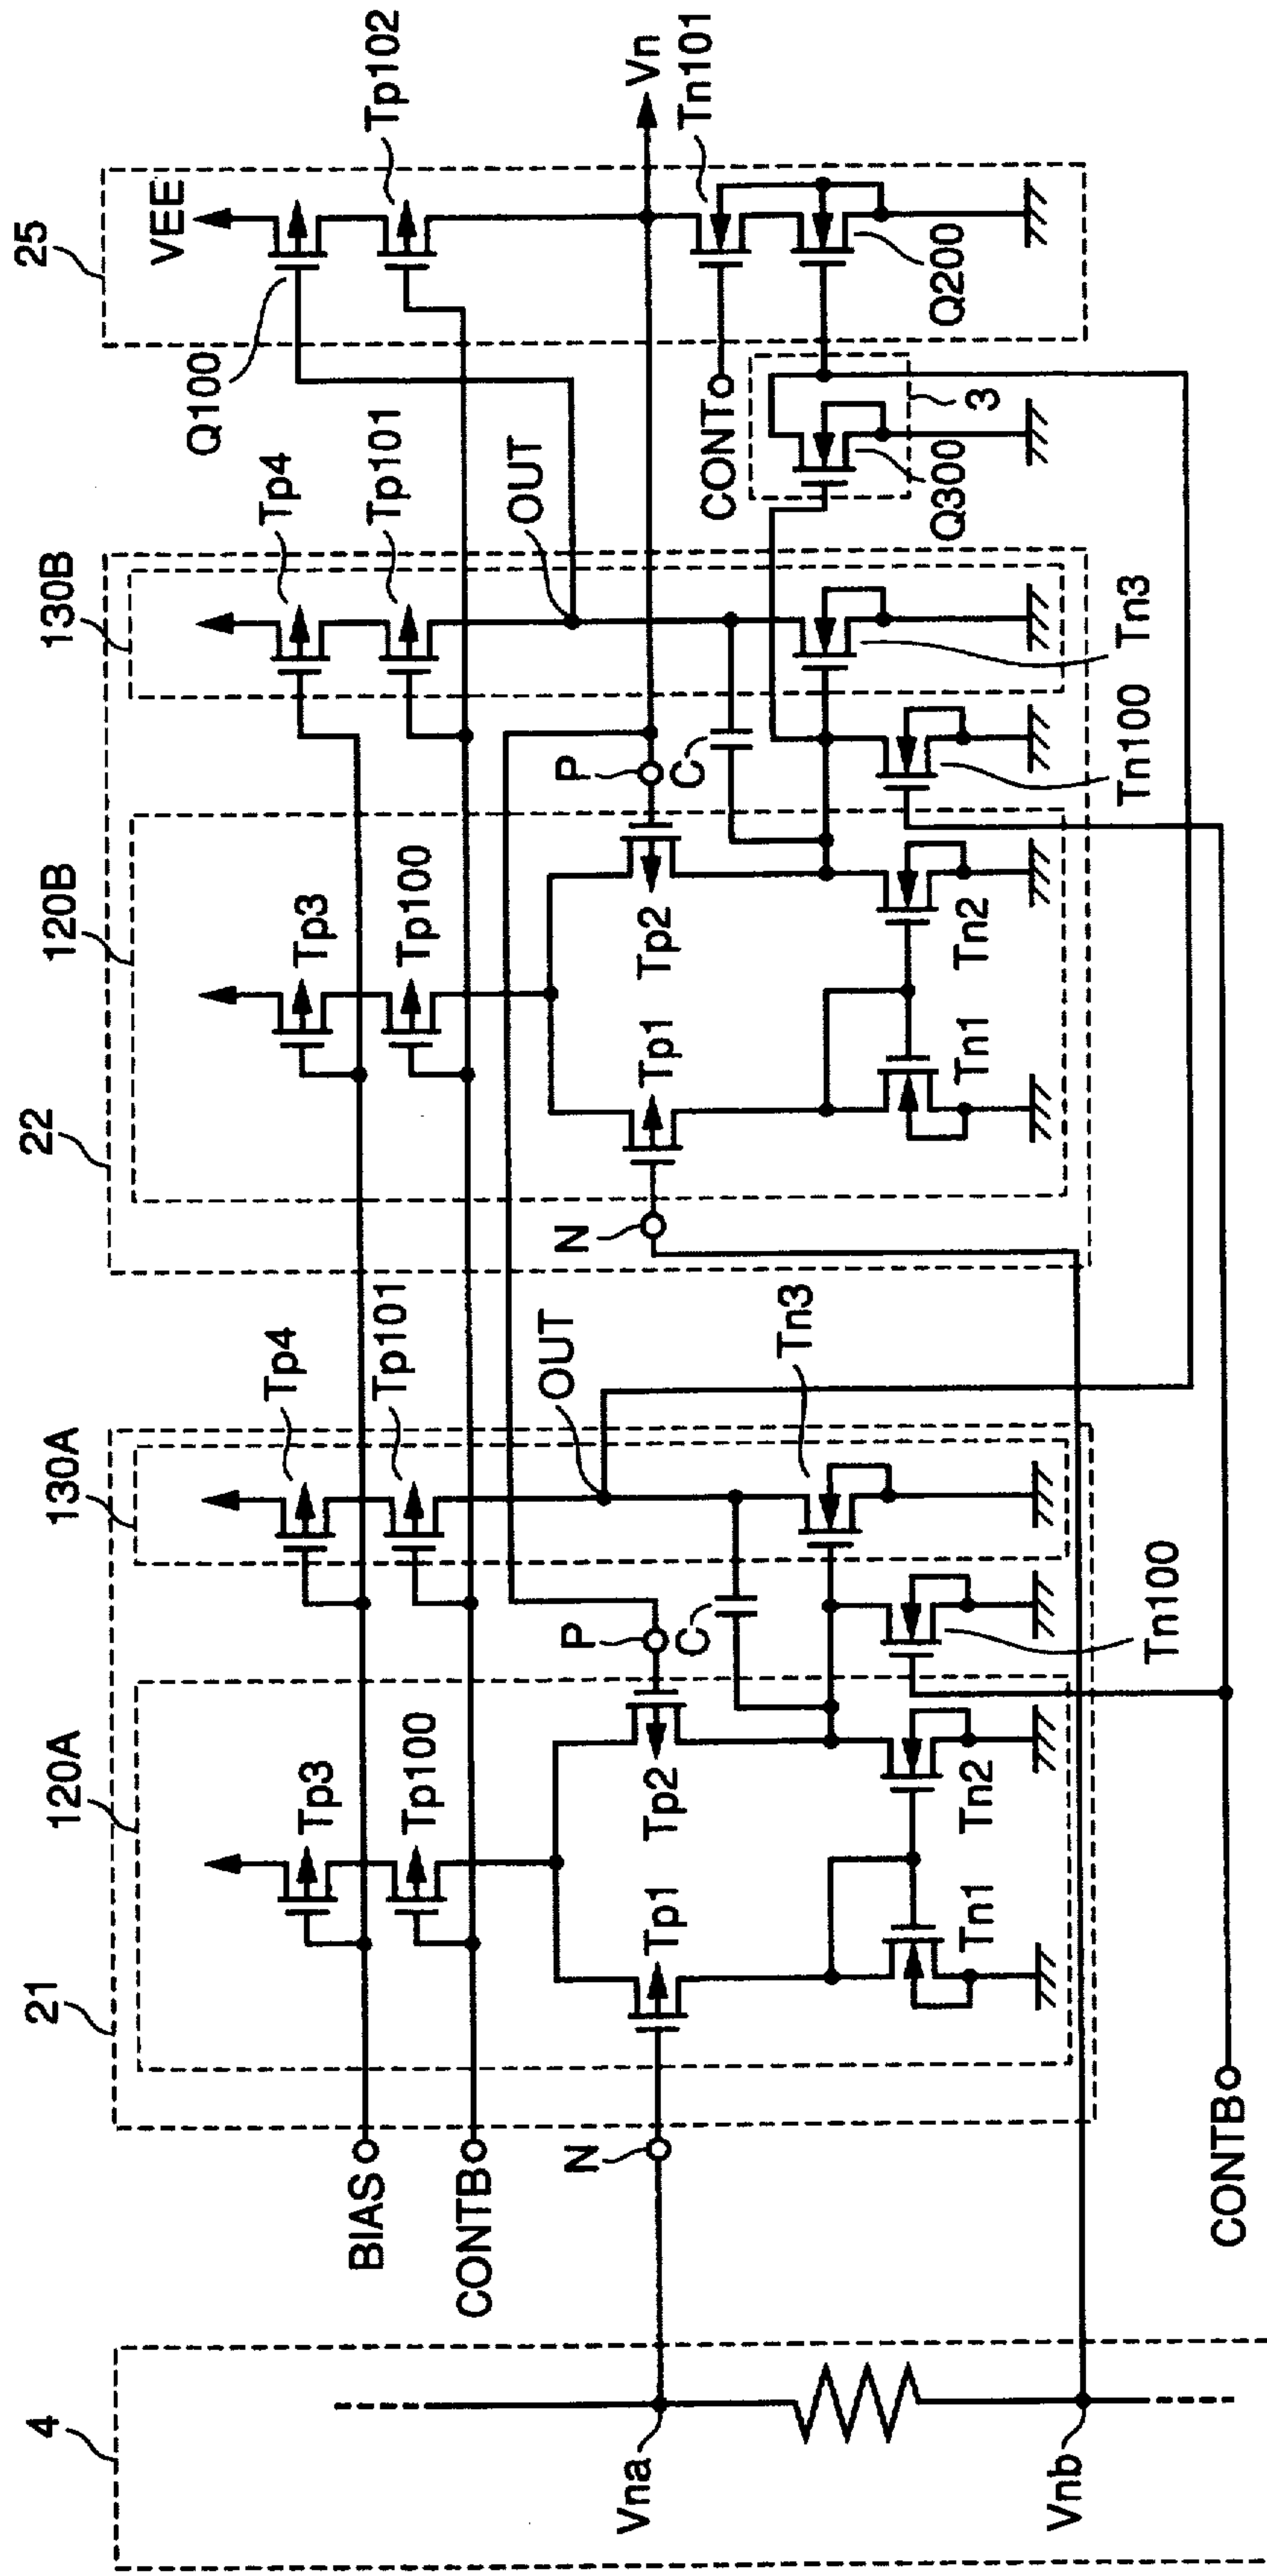 4
Vna
Vnb
21
120A
130A
BIAS
CONTB
N
Tp3
Tp100
Tp1
Tp2
Tn1
Tn2
P
C
Tp4
Tp101
OUT
Tn3
Tn100
CONTB
22
120B
130B
N
Tp3
Tp100
Tp1
Tp2
Tn1
Tn2
P
C
Tp4
Tp101
OUT
Tn3
Tn100
25
VEE
Q100
Tp102
Vn
Tn101
CONT
Q200
3
Q300